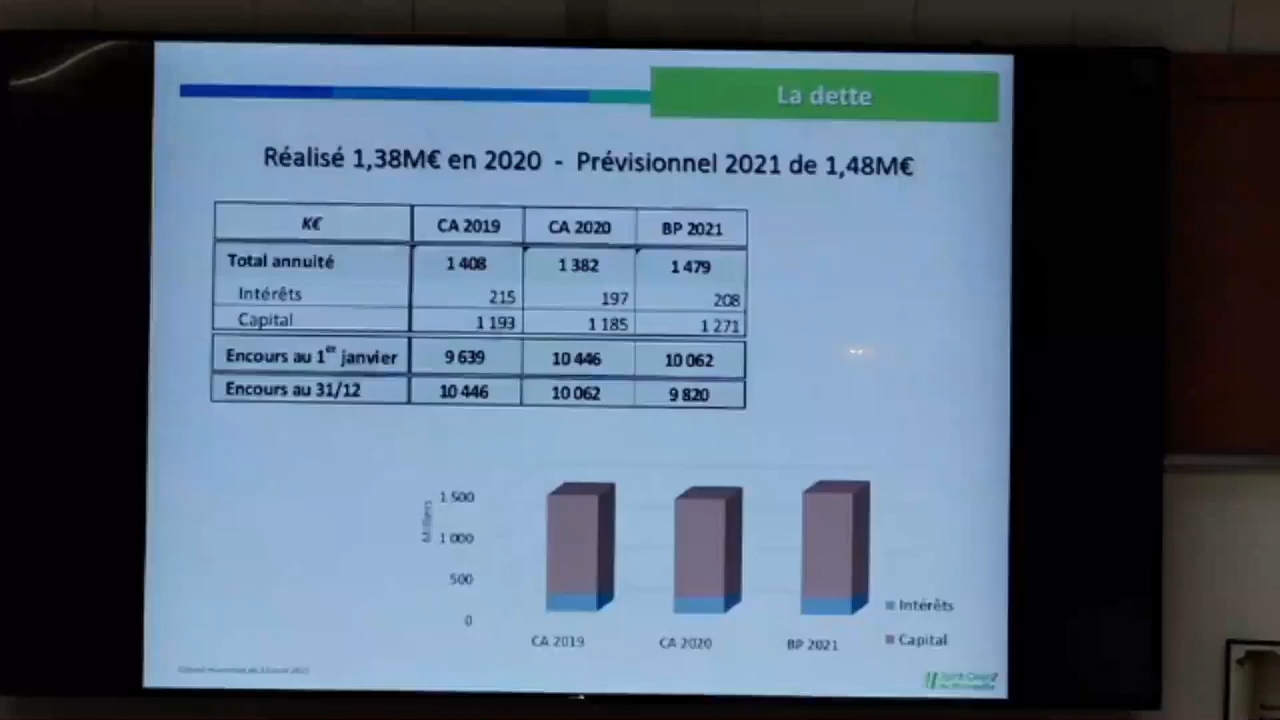 La dette
Réalisé 1,38M€ en 2020 - Prévisionnel 2021 de 1,48M€
K€ CA 2019 CA 2020 BP 2021
Total annuité 1 408 1 382 1 479
Intérêts 215 197 208
Capital 1 193 1 185 1 271
Encours au 1er janvier 9 639 10 446 10 062
Encours au 31/12 10 446 10 062 9 820
Milliers
1 500
1 000
500
0
CA 2019 CA 2020 BP 2021
Intérêts
Capital